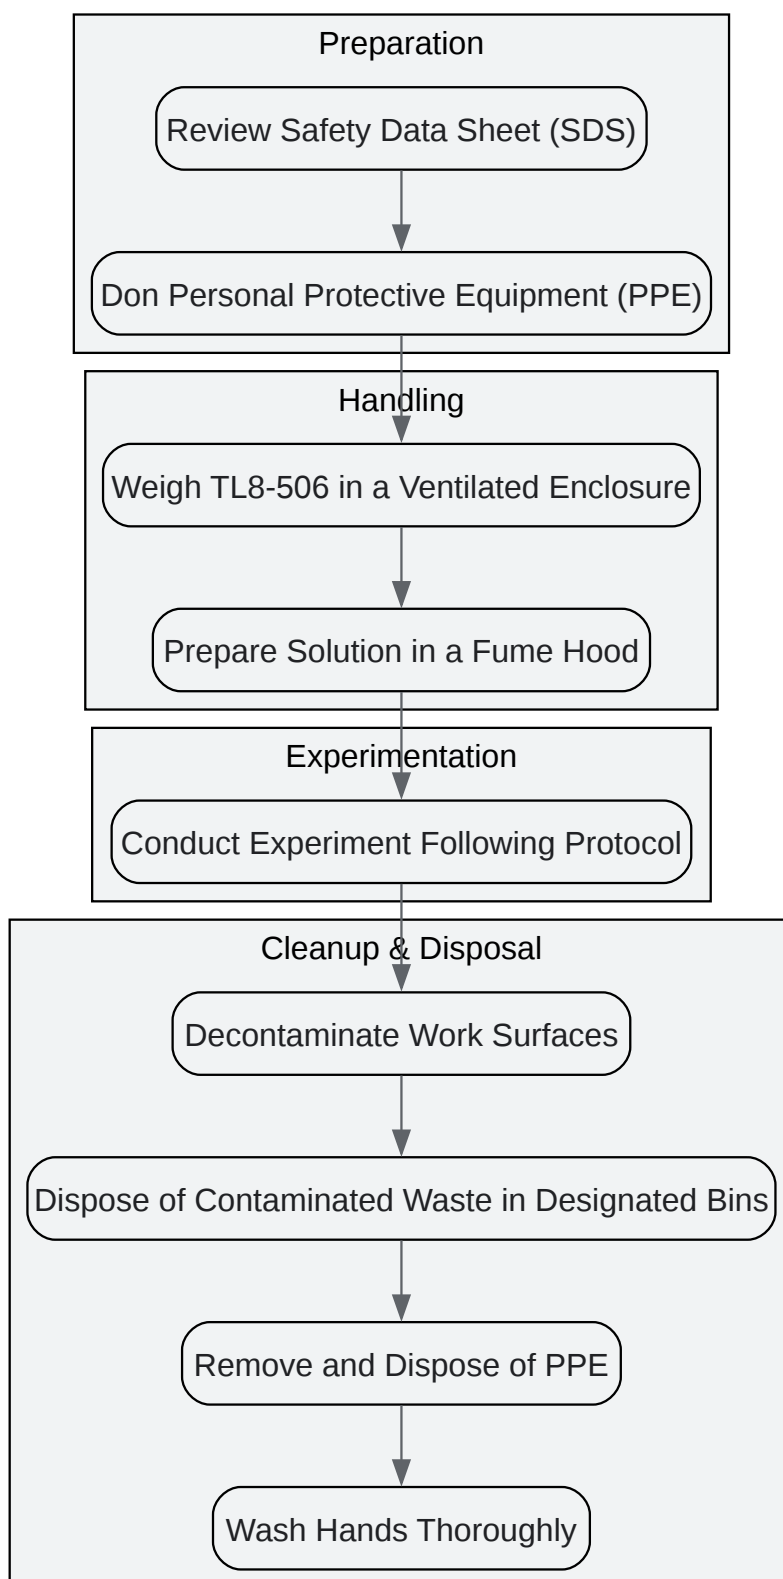 Preparation
Review Safety Data Sheet (SDS)
Don Personal Protective Equipment (PPE)
Handling
Weigh TL8-506 in a Ventilated Enclosure
Prepare Solution in a Fume Hood
Experimentation
Conduct Experiment Following Protocol
Cleanup & Disposal
Decontaminate Work Surfaces
Dispose of Contaminated Waste in Designated Bins
Remove and Dispose of PPE
Wash Hands Thoroughly